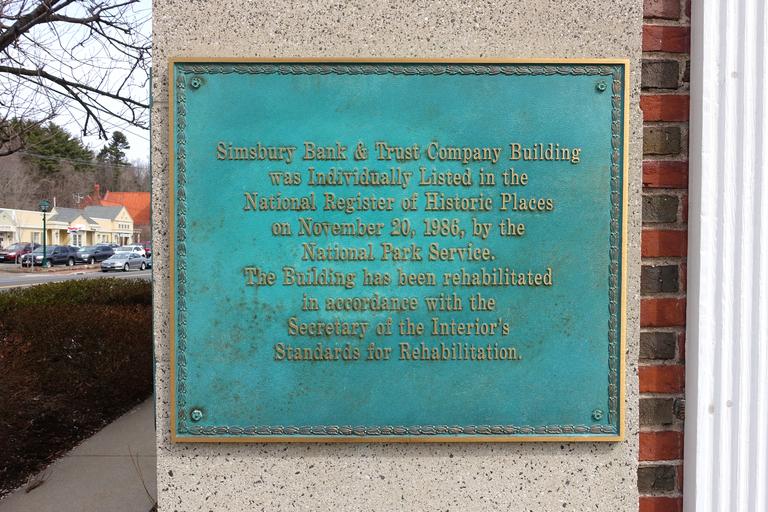 Simsbury Bank & Trust Company Building
was Individually Listed in the
National Register of Historic Places
on November 20, 1986, by the
National Park Service.
The Building has been rehabilitated
in accordance with the
Secretary of the Interior's
Standards for Rehabilitation.